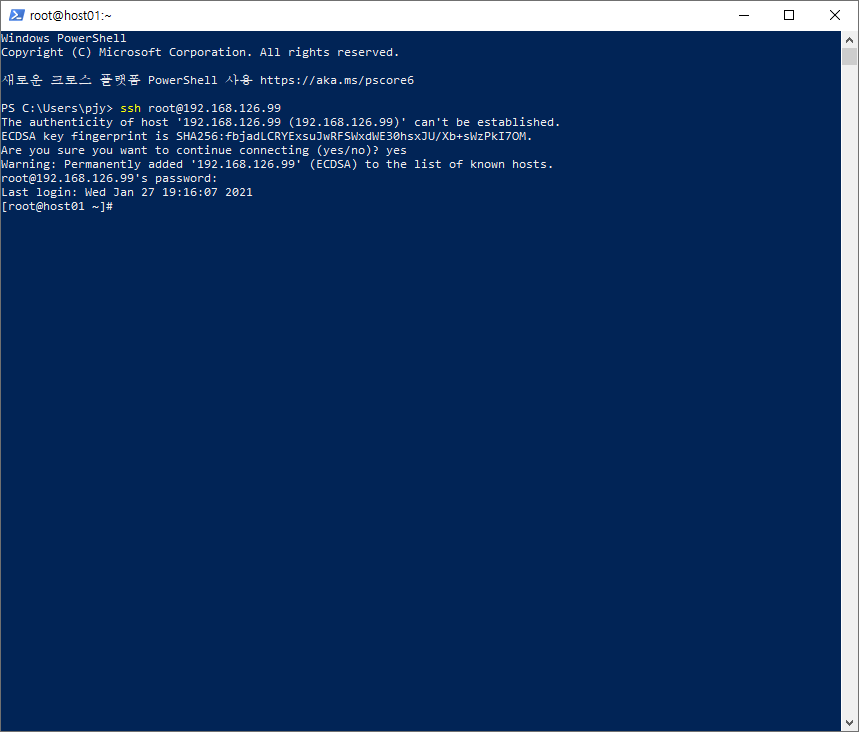 root@host01:~
Windows PowerShell
Copyright (C) Microsoft Corporation. All rights reserved.
새로운 크로스 플랫폼 PowerShell 사용 https://aka.ms/pscore6
PS C:\Users\pjy> ssh root@192.168.126.99
The authenticity of host '192.168.126.99 (192.168.126.99)' can't be established.
ECDSA key fingerprint is SHA256:fbjadLCRYExsuJwRFSWxdWE30hsxJU/Xb+sWzPkI7OM.
Are you sure you want to continue connecting (yes/no)? yes
Warning: Permanently added '192.168.126.99' (ECDSA) to the list of known hosts.
root@192.168.126.99's password:
Last login: Wed Jan 27 19:16:07 2021
[root@host01 ~]#